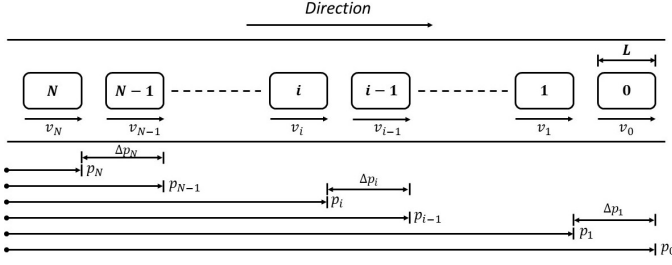 Direction
L
N N − 1 i i − 1 1 0
v_N v_{N−1} v_i v_{i−1} v_1 v_0
Δp_N Δp_i Δp_1
p_N
p_{N−1}
p_i
p_{i−1}
p_1
p_0